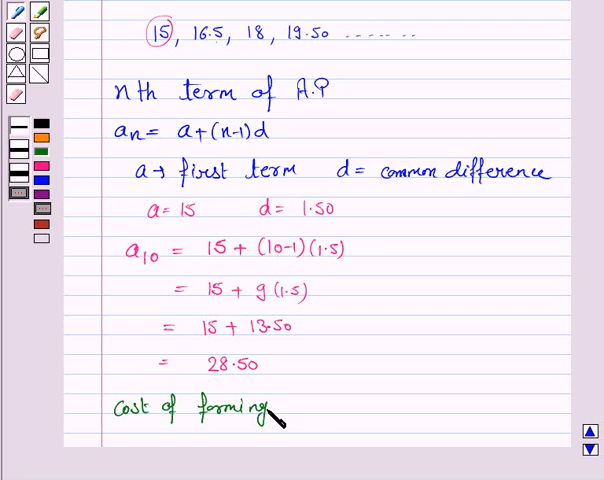 15, 16.5, 18, 19.50 ........
nth term of A.P
an = a+(n-1)d
a→ first term d = common difference
a = 15 d = 1.50
a10 = 15 + (10-1)(1.5)
= 15 + 9(1.5)
= 15 + 13.50
= 28.50
cost of forming